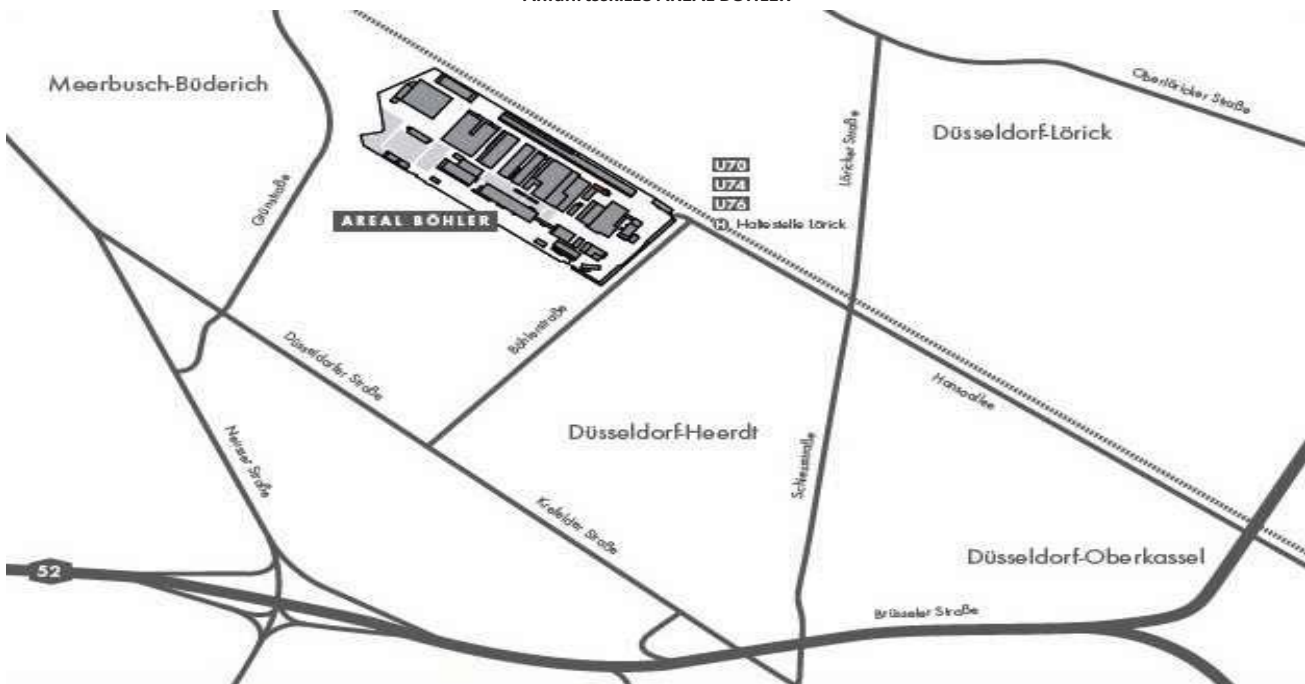 Meerbusch-Büderich
Oberlöricker Straße
Düsseldorf-Lörick
Löricker Straße
U70
U74
U76
H Haltestelle Lörick
Grünstraße
AREAL BÖHLER
Böhlerstraße
Düsseldorfer Straße
Hansaallee
Düsseldorf-Heerdt
Schiessstraße
Neusser Straße
Krefelder Straße
Düsseldorf-Oberkassel
52
Brüsseler Straße